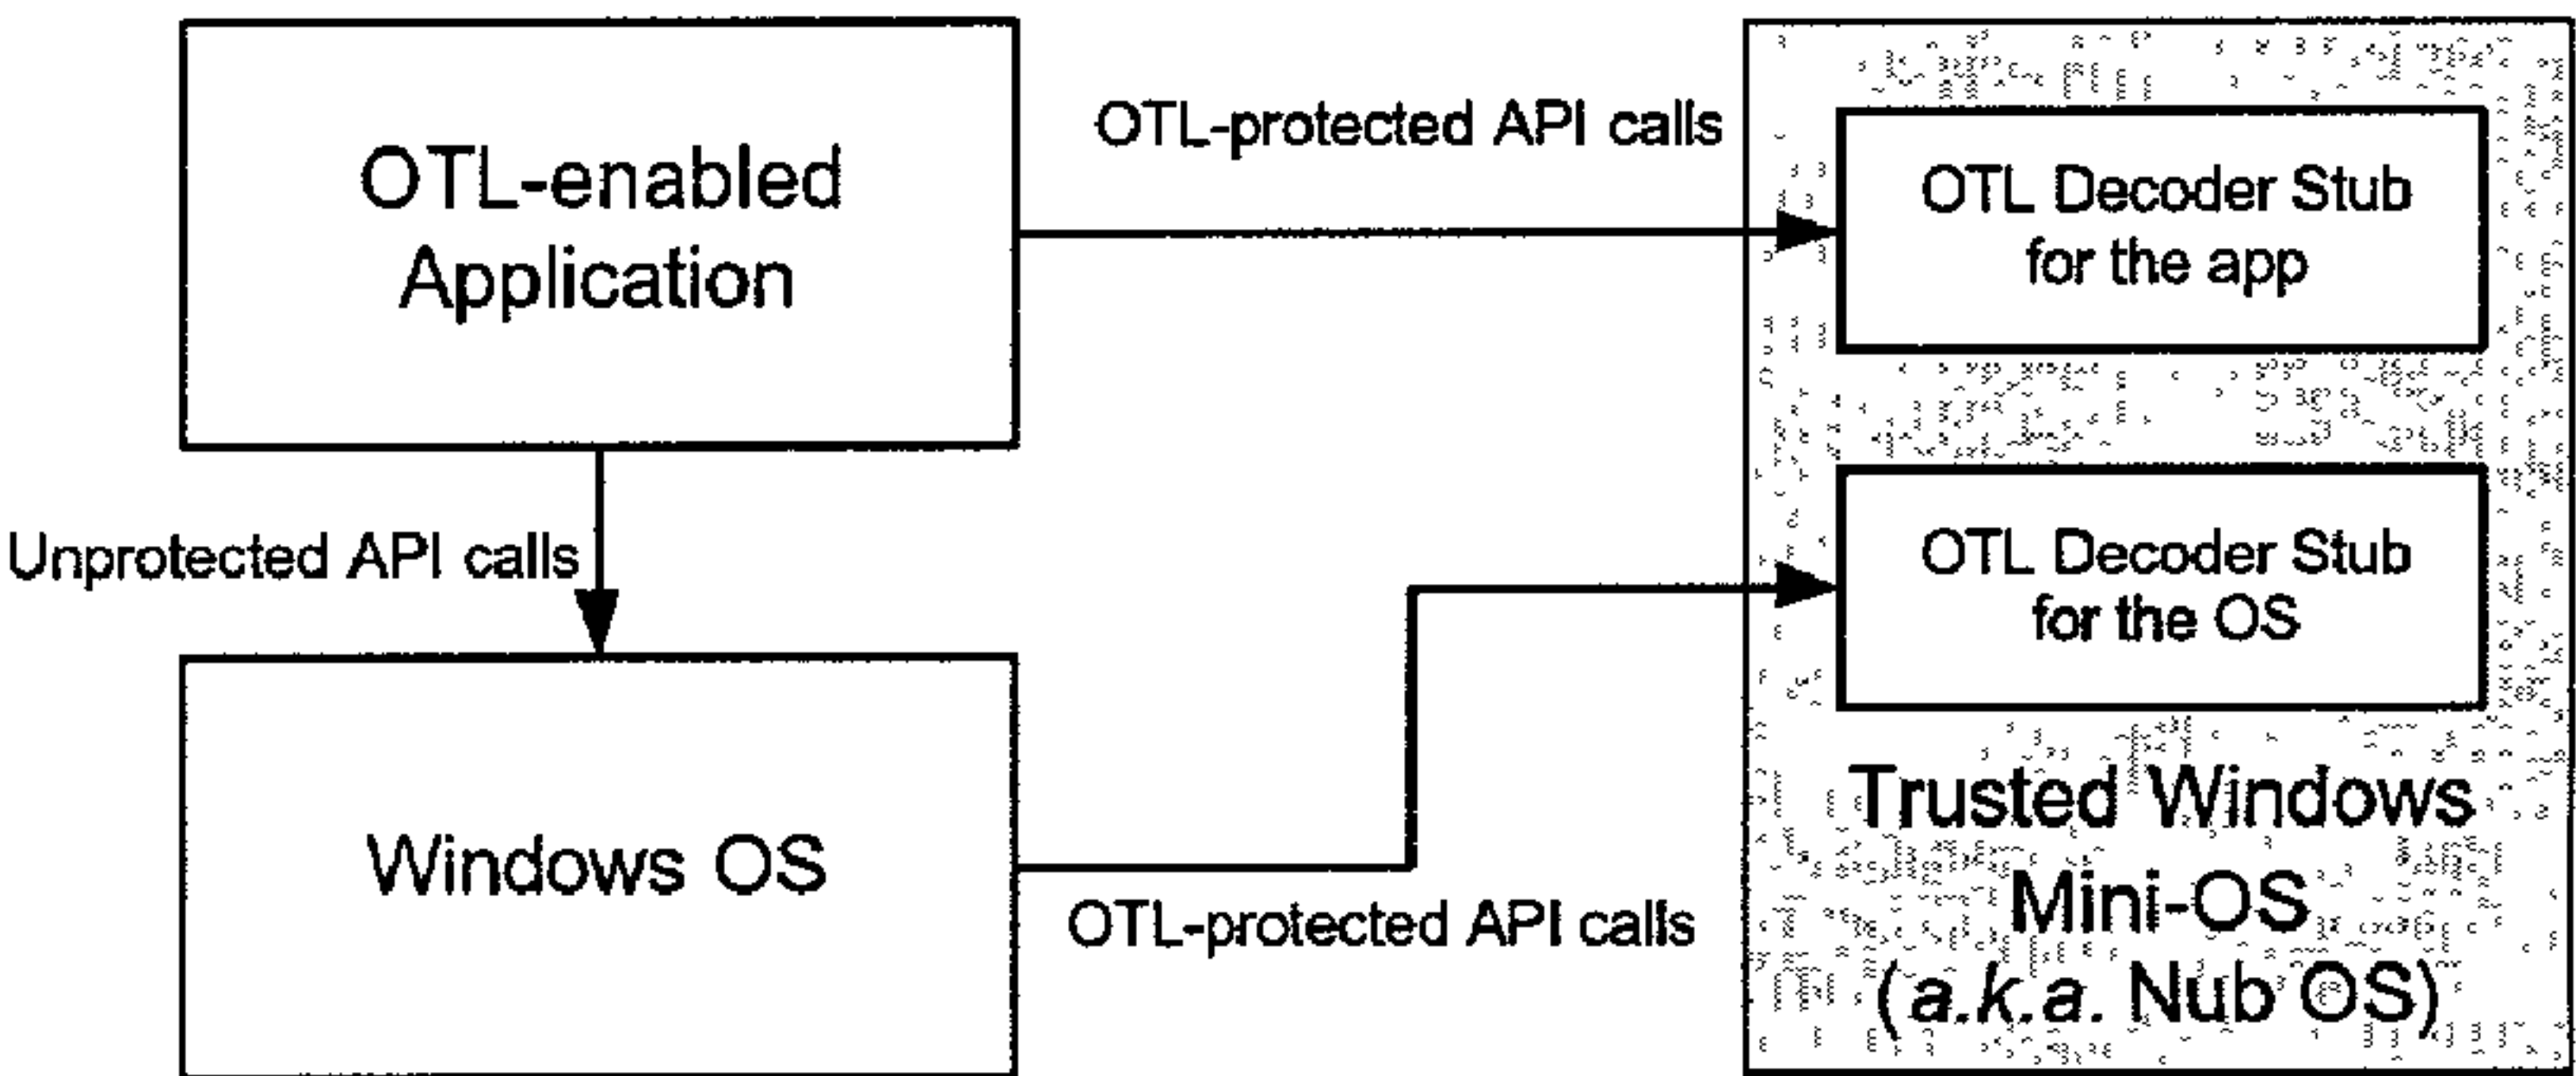 OTL-enabled
Application
OTL-protected API calls
OTL Decoder Stub
for the app
Unprotected API calls
OTL Decoder Stub
for the OS
Windows OS
OTL-protected API calls
Trusted Windows
Mini-OS
(a.k.a. Nub OS)